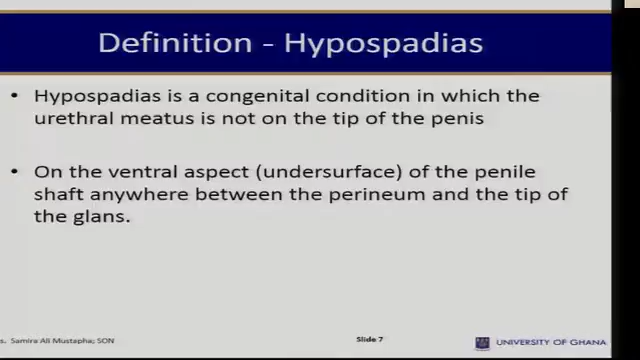 Definition - Hypospadias
• Hypospadias is a congenital condition in which the
urethral meatus is not on the tip of the penis
• On the ventral aspect (undersurface) of the penile
shaft anywhere between the perineum and the tip of
the glans.
s. Samira Ali Mustapha; SON
Slide 7
UNIVERSITY OF GHANA